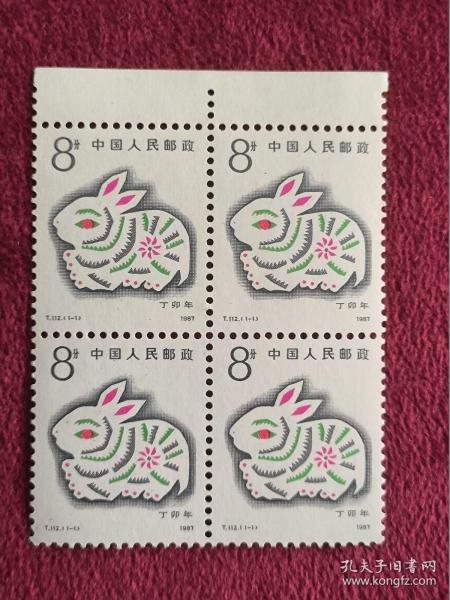 8分 中国人民邮政
丁卯年
T.112.(1-1) 1987
8分 中国人民邮政
丁卯年
T.112.(1-1) 1987
8分 中国人民邮政
丁卯年
T.112.(1-1) 1987
8分 中国人民邮政
丁卯年
T.112.(1-1) 1987
孔夫子旧书网
www.kongfz.com